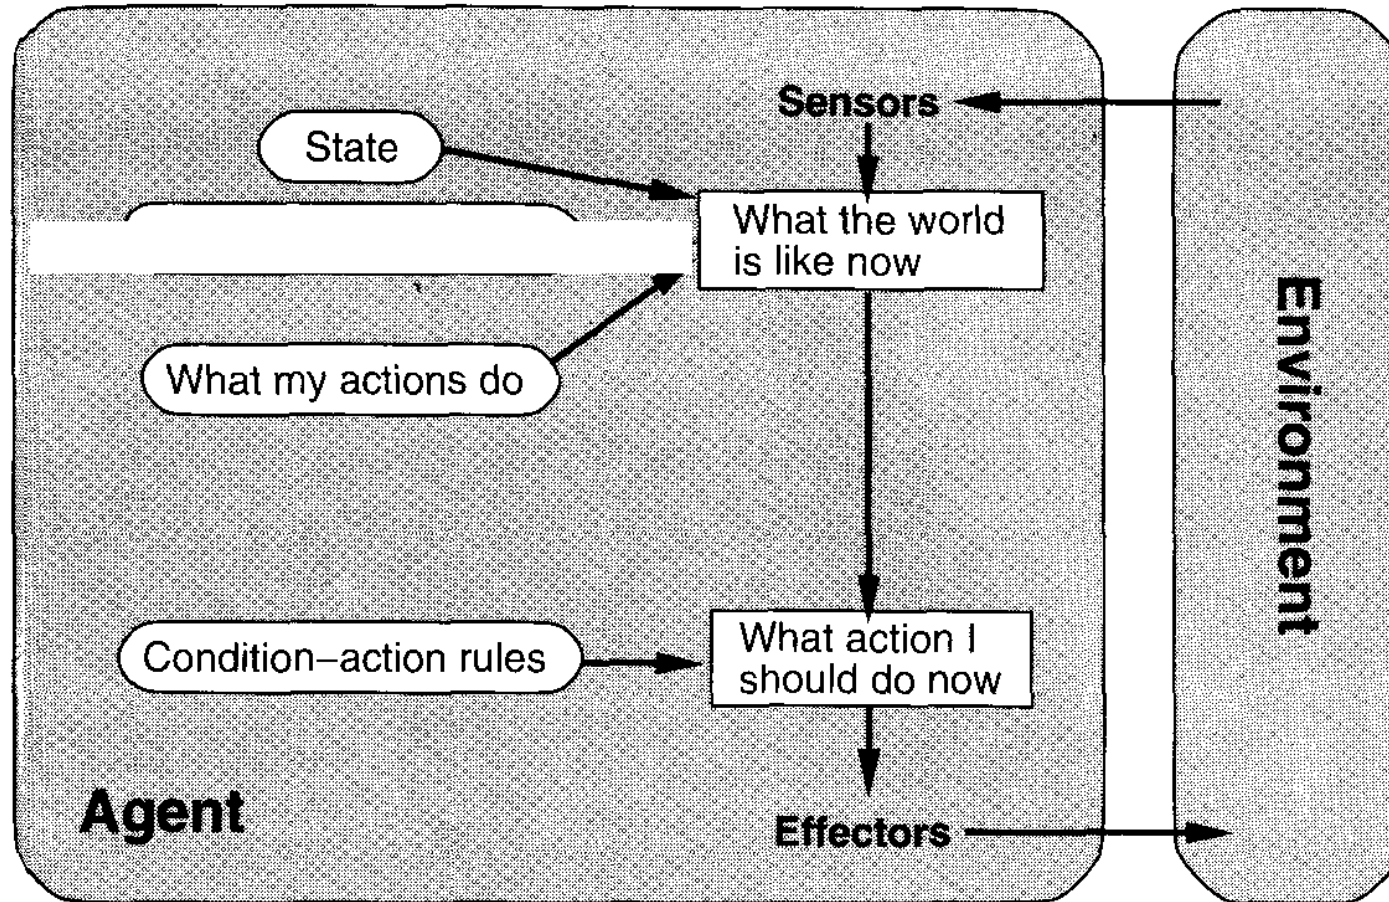 Sensors
State
What the world
is like now
What my actions do
Condition–action rules
What action I
should do now
Agent
Effectors
Environment